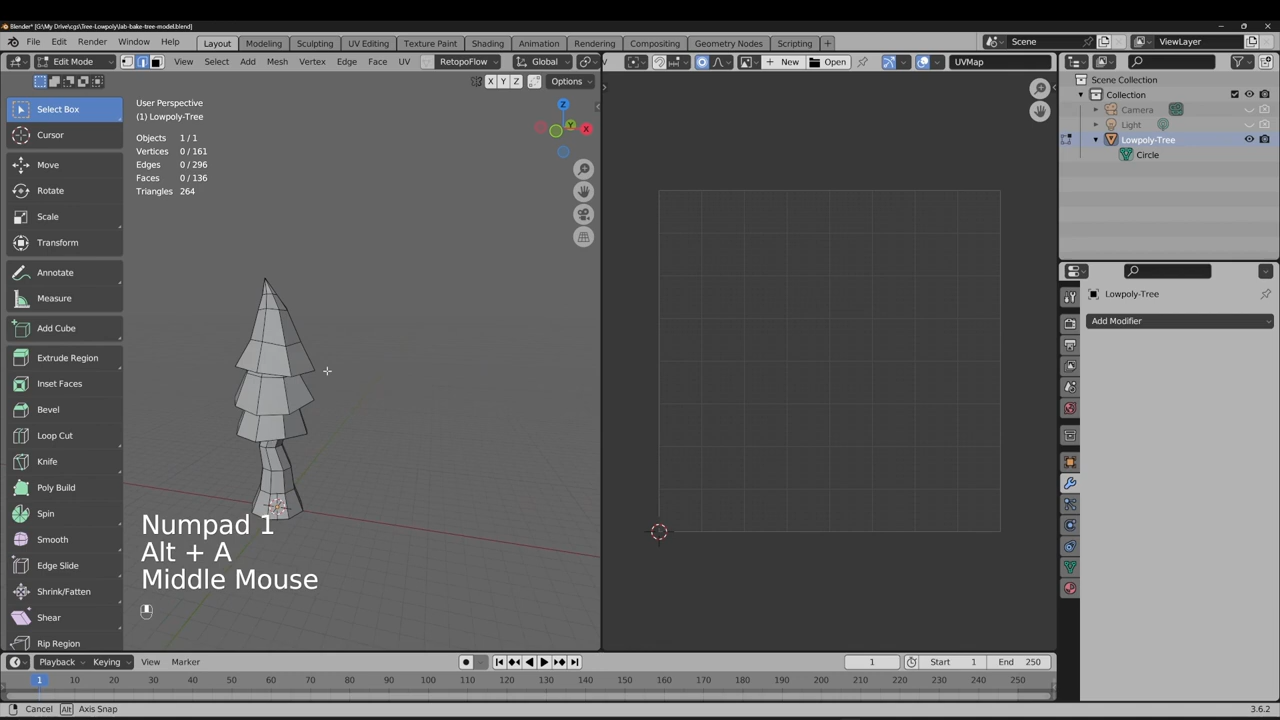 Blender* [G:\My Drive\cgs\Tree-Lowpoly\lab-bake-tree-model.blend]
File Edit Render Window Help Layout Modeling Sculpting UV Editing Texture Paint Shading Animation Rendering Compositing Geometry Nodes Scripting + Scene ViewLayer
Edit Mode View Select Add Mesh Vertex Edge Face UV RetopoFlow Global V New Open UVMap
X Y Z Options
Scene Collection
Collection
Camera
Light
Lowpoly-Tree
Circle
Select Box
Cursor
Move
Rotate
Scale
Transform
Annotate
Measure
Add Cube
Extrude Region
Inset Faces
Bevel
Loop Cut
Knife
Poly Build
Spin
Smooth
Edge Slide
Shrink/Fatten
Shear
Rip Region
User Perspective
(1) Lowpoly-Tree
Objects 1 / 1
Vertices 0 / 161
Edges 0 / 296
Faces 0 / 136
Triangles 264
Z
Y
X
Numpad 1
Alt + A
Middle Mouse
Lowpoly-Tree
Add Modifier
Playback Keying View Marker 1 Start 1 End 250
1 10 20 30 40 50 60 70 80 90 100 110 120 130 140 150 160 170 180 190 200 210 220 230 240 250
Cancel Alt Axis Snap 3.6.2